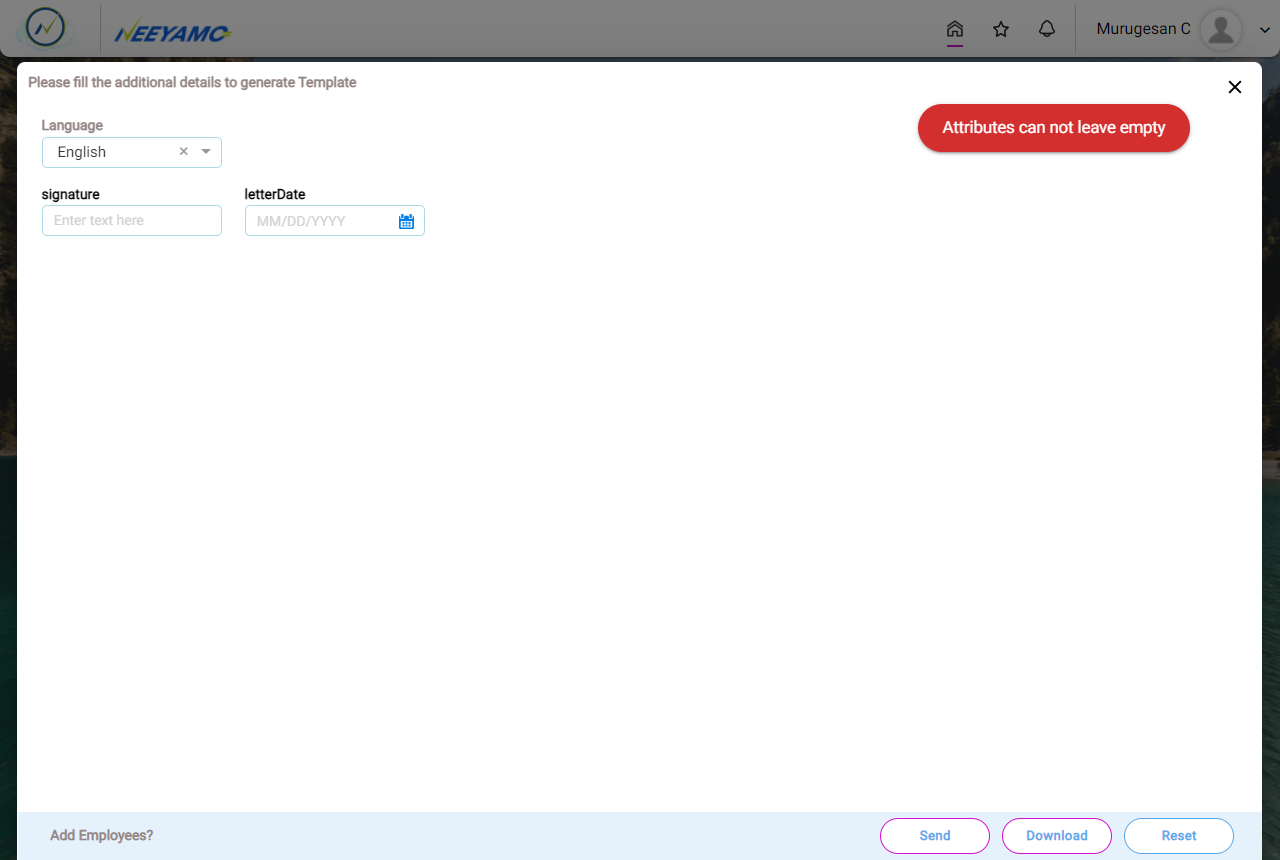 NEEYAMO
Murugesan C
Please fill the additional details to generate Template
Attributes can not leave empty
Language
English
signature
letterDate
Enter text here
MM/DD/YYYY
Add Employees?
Send
Download
Reset